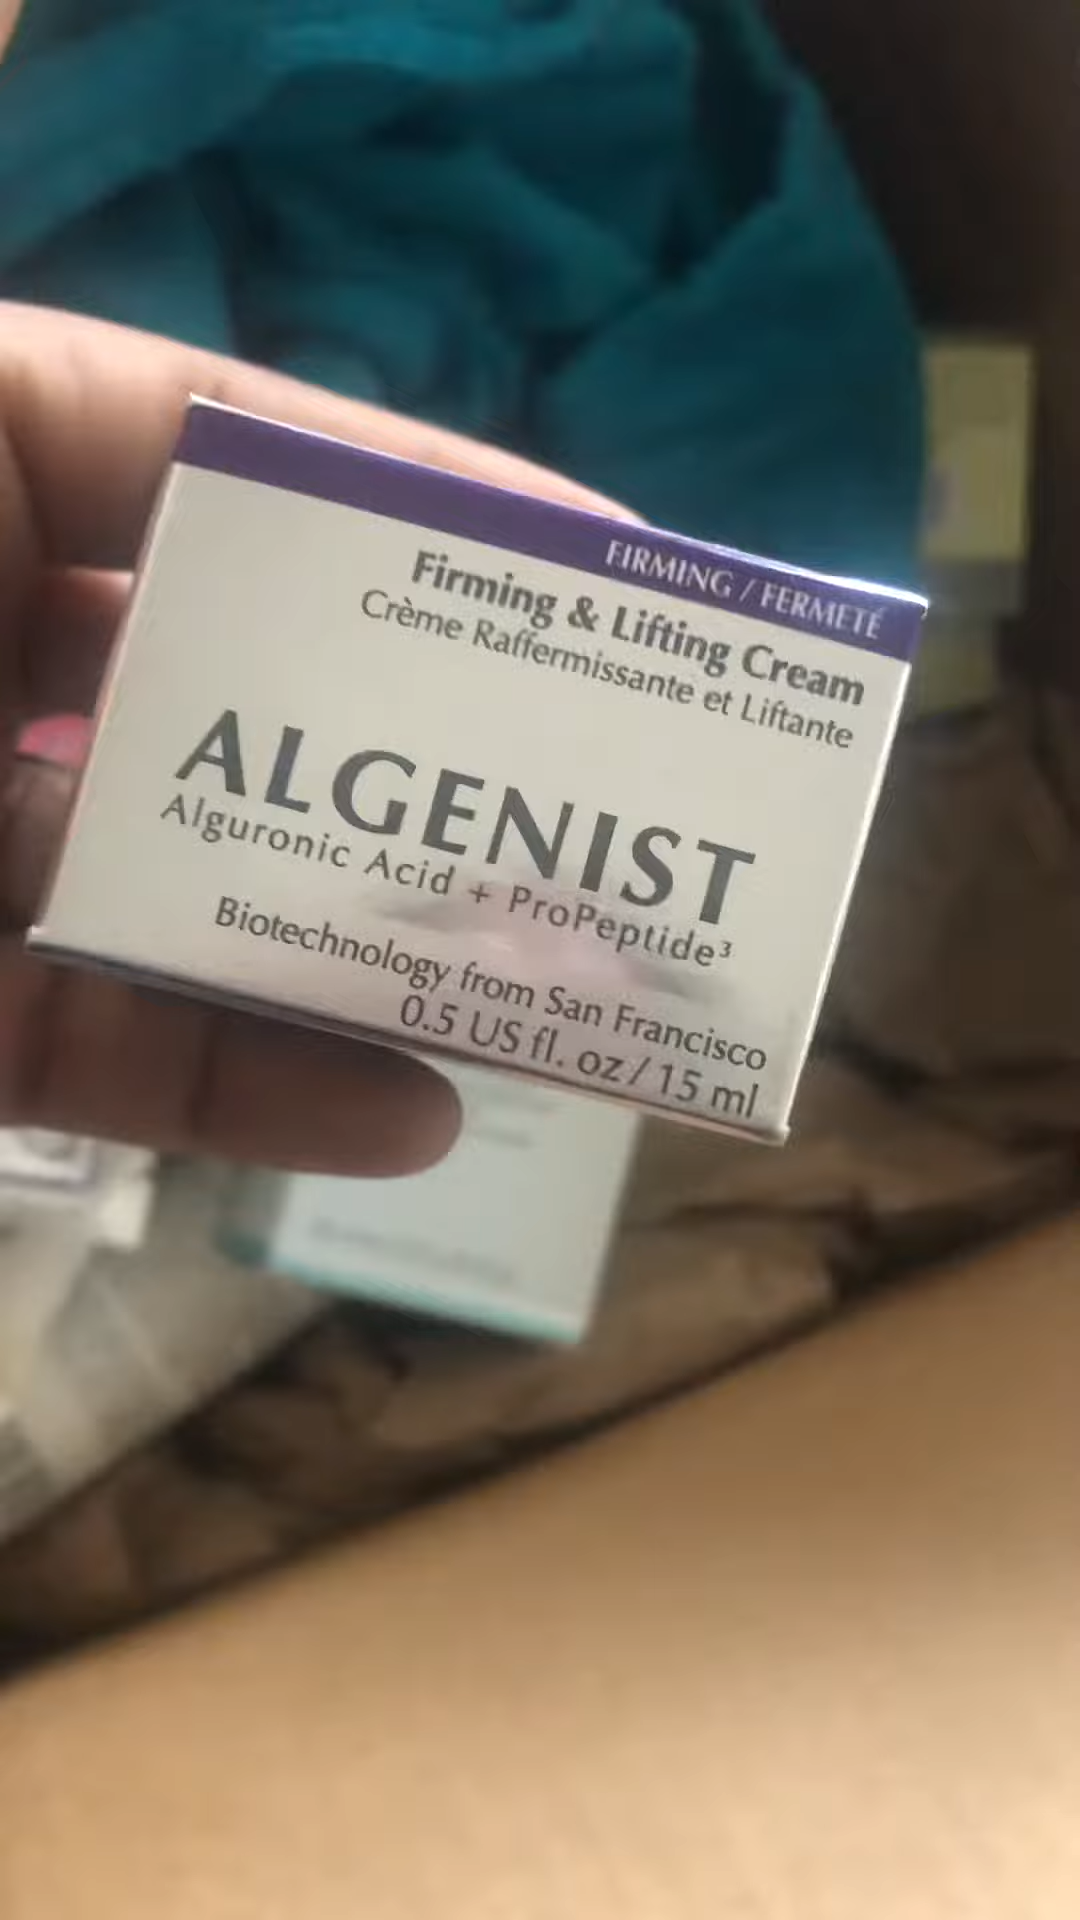 FIRMING / FERMETÉ
Firming & Lifting Cream
Crème Raffermissante et Liftante
ALGENIST
Alguronic Acid + ProPeptide³
Biotechnology from San Francisco
0.5 US fl. oz / 15 ml